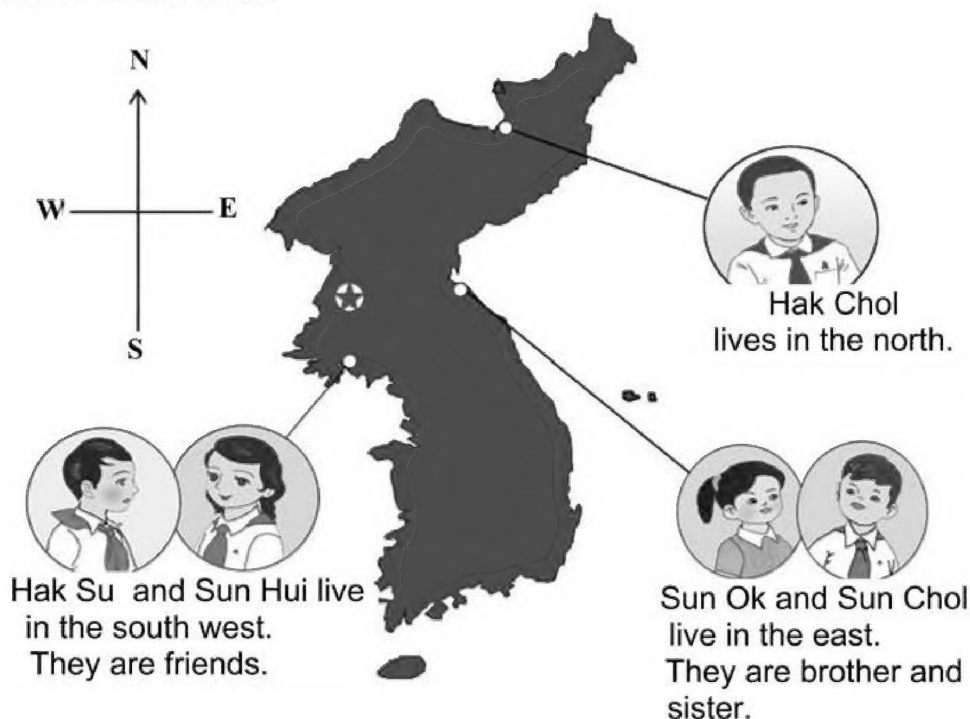 N
W
E
S
Hak Chol
lives in the north.
Hak Su and Sun Hui live
in the south west.
They are friends.
Sun Ok and Sun Chol
live in the east.
They are brother and
sister.